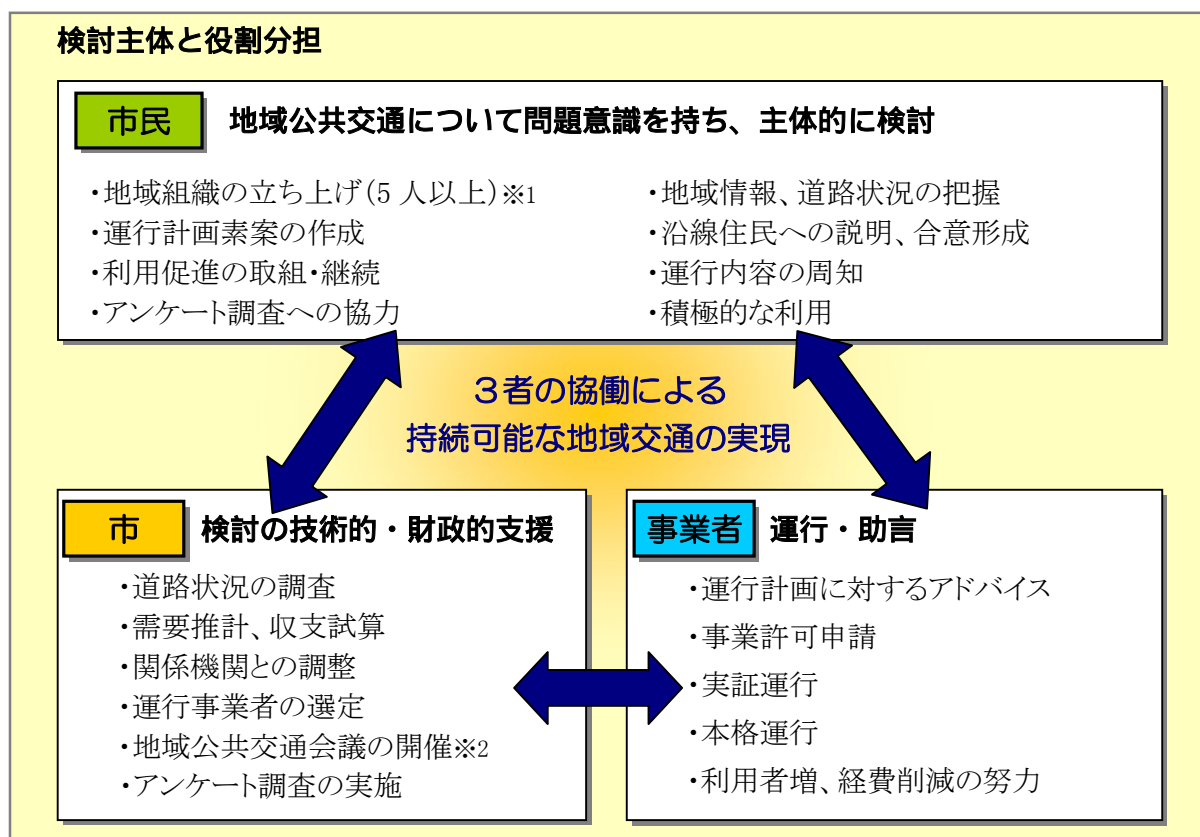 検討主体と役割分担
市民 地域公共交通について問題意識を持ち、主体的に検討
・地域組織の立ち上げ(5 人以上)※1
・運行計画素案の作成
・利用促進の取組・継続
・アンケート調査への協力
・地域情報、道路状況の把握
・沿線住民への説明、合意形成
・運行内容の周知
・積極的な利用
３者の協働による
持続可能な地域交通の実現
市 検討の技術的・財政的支援
・道路状況の調査
・需要推計、収支試算
・関係機関との調整
・運行事業者の選定
・地域公共交通会議の開催※2
・アンケート調査の実施
事業者 運行・助言
・運行計画に対するアドバイス
・事業許可申請
・実証運行
・本格運行
・利用者増、経費削減の努力